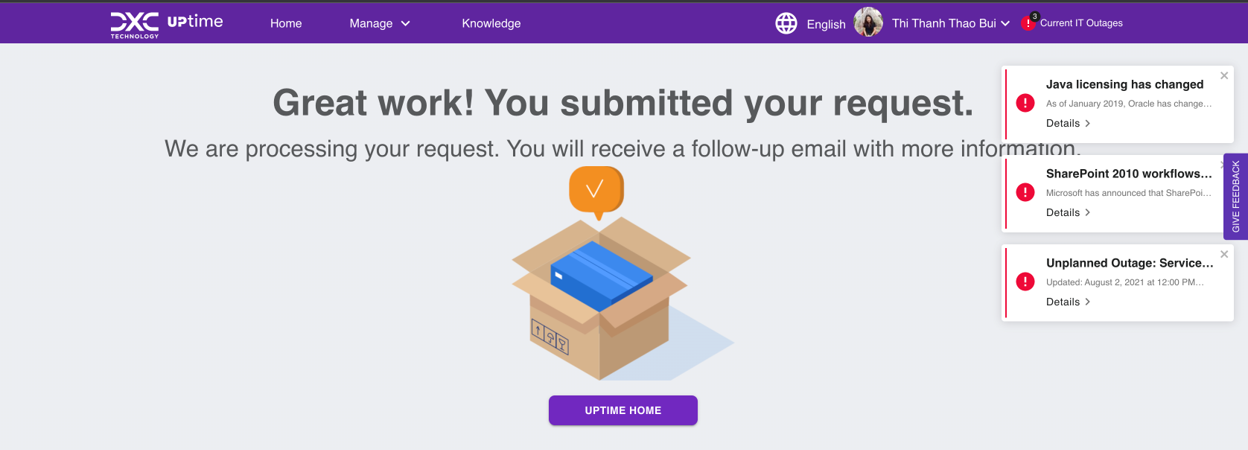 DXC TECHNOLOGY UPtime Home Manage Knowledge English Thi Thanh Thao Bui 3 Current IT Outages
Great work! You submitted your request.
We are processing your request. You will receive a follow-up email with more information.
UPTIME HOME
Java licensing has changed
As of January 2019, Oracle has change...
Details
SharePoint 2010 workflows...
Microsoft has announced that SharePoi...
Details
Unplanned Outage: Service...
Updated: August 2, 2021 at 12:00 PM...
Details
GIVE FEEDBACK